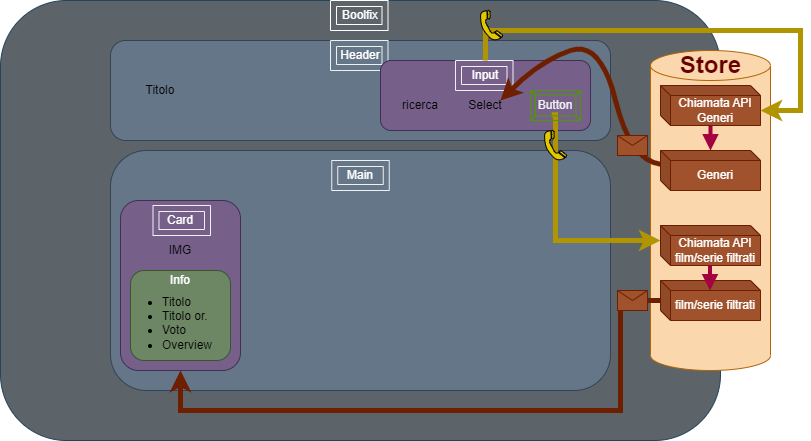 Boolfix
Header
Titolo
Input
ricerca
Select
Button
Main
Card
IMG
Info
• Titolo
• Titolo or.
• Voto
• Overview
Store
Chiamata API
Generi
Generi
Chiamata API
film/serie filtrati
film/serie filtrati